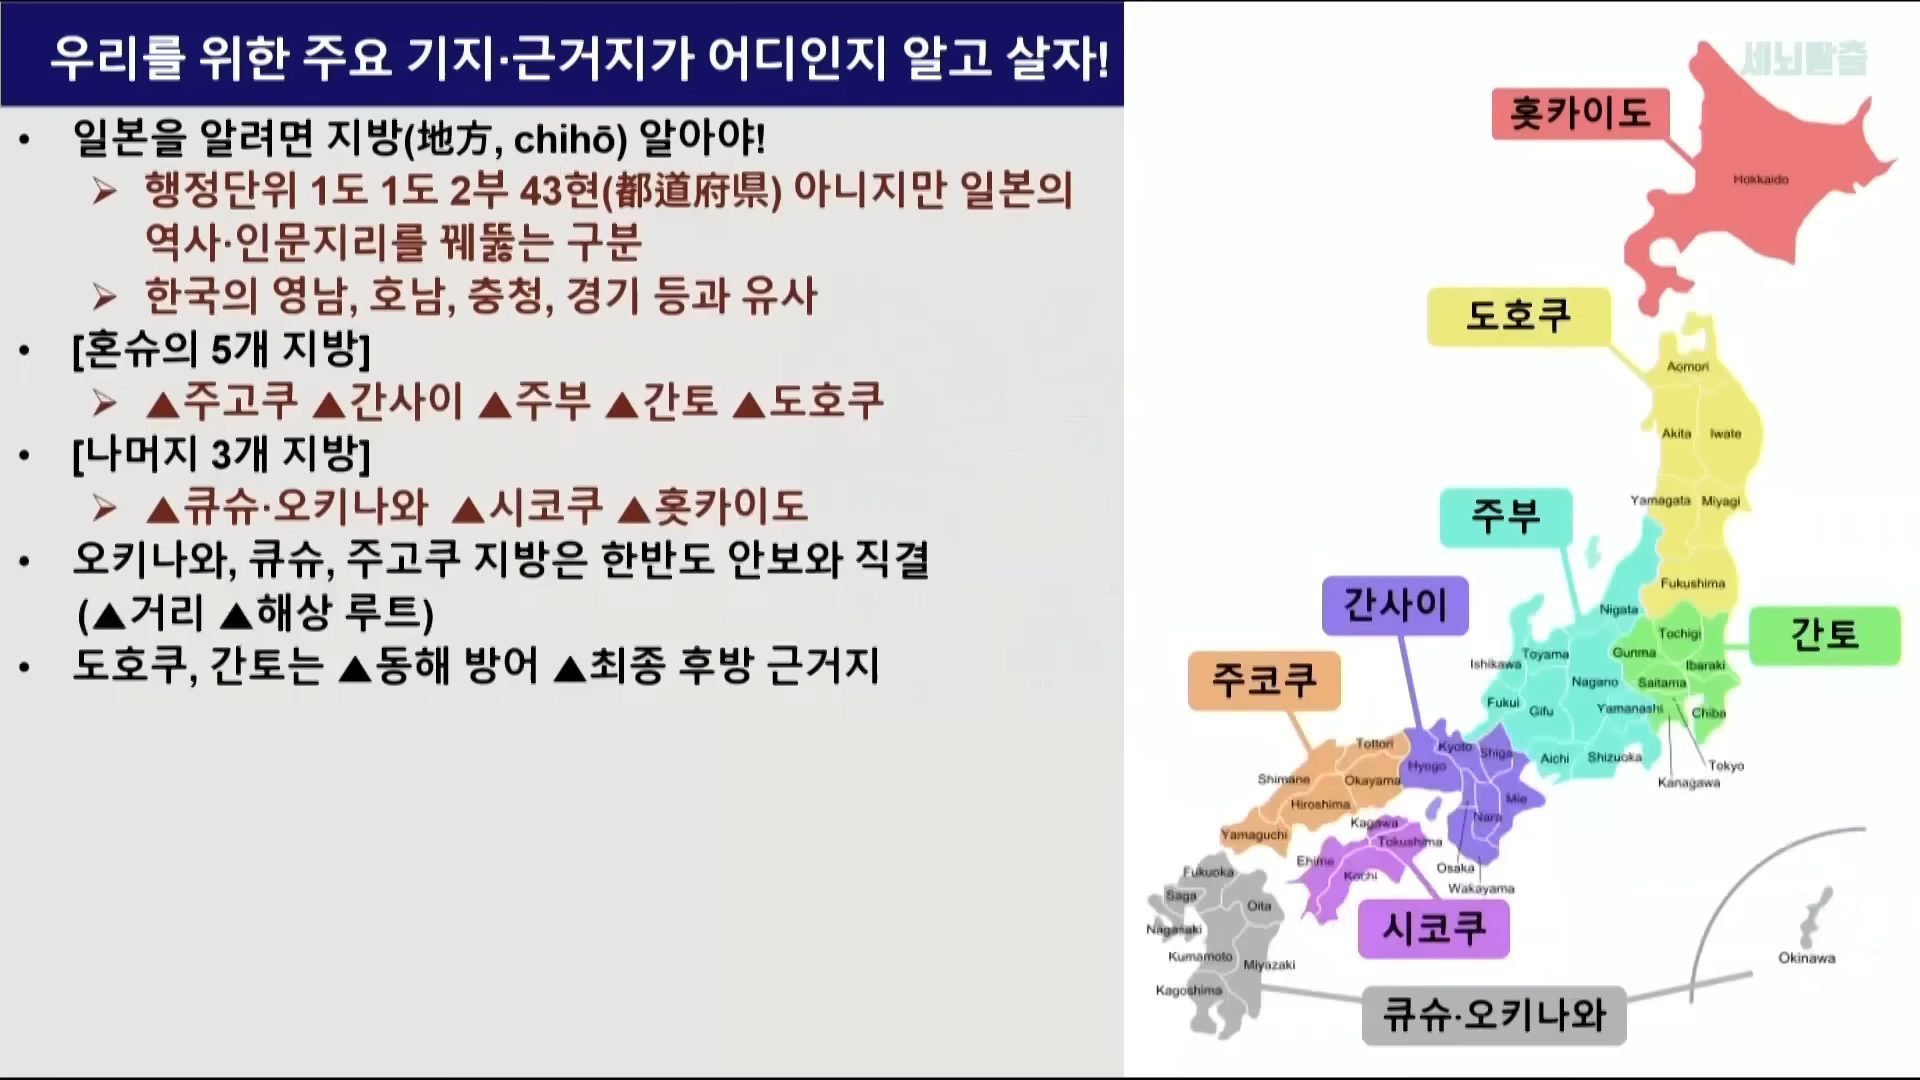 우리를 위한 주요 기지·근거지가 어디인지 알고 살자!
• 일본을 알려면 지방(地方, chihō) 알아야!
➢ 행정단위 1도 1도 2부 43현(都道府県) 아니지만 일본의
역사·인문지리를 꿰뚫는 구분
➢ 한국의 영남, 호남, 충청, 경기 등과 유사
• [혼슈의 5개 지방]
➢ ▲주고쿠 ▲간사이 ▲주부 ▲간토 ▲도호쿠
• [나머지 3개 지방]
➢ ▲큐슈·오키나와 ▲시코쿠 ▲홋카이도
• 오키나와, 큐슈, 주고쿠 지방은 한반도 안보와 직결
(▲거리 ▲해상 루트)
• 도호쿠, 간토는 ▲동해 방어 ▲최종 후방 근거지
세뇌탈출
홋카이도
Hokkaido
도호쿠
Aomori
Akita
Iwate
Yamagata
Miyagi
주부
Fukushima
간사이
Nigata
간토
Tochigi
Gunma
Toyama
Ishikawa
Ibaraki
주코쿠
Nagano
Saitama
Fukui
Gifu
Yamanashi
Chiba
Tottori
Kyoto
Shiga
Aichi
Shizuoka
Hyogo
Tokyo
Shimane
Okayama
Kanagawa
Hiroshima
Mie
Nara
Kagawa
Yamaguchi
Tokushima
Ehime
Osaka
Fukuoka
Kochi
Wakayama
Saga
Oita
Nagasaki
시코쿠
Kumamoto
Miyazaki
Okinawa
Kagoshima
큐슈·오키나와